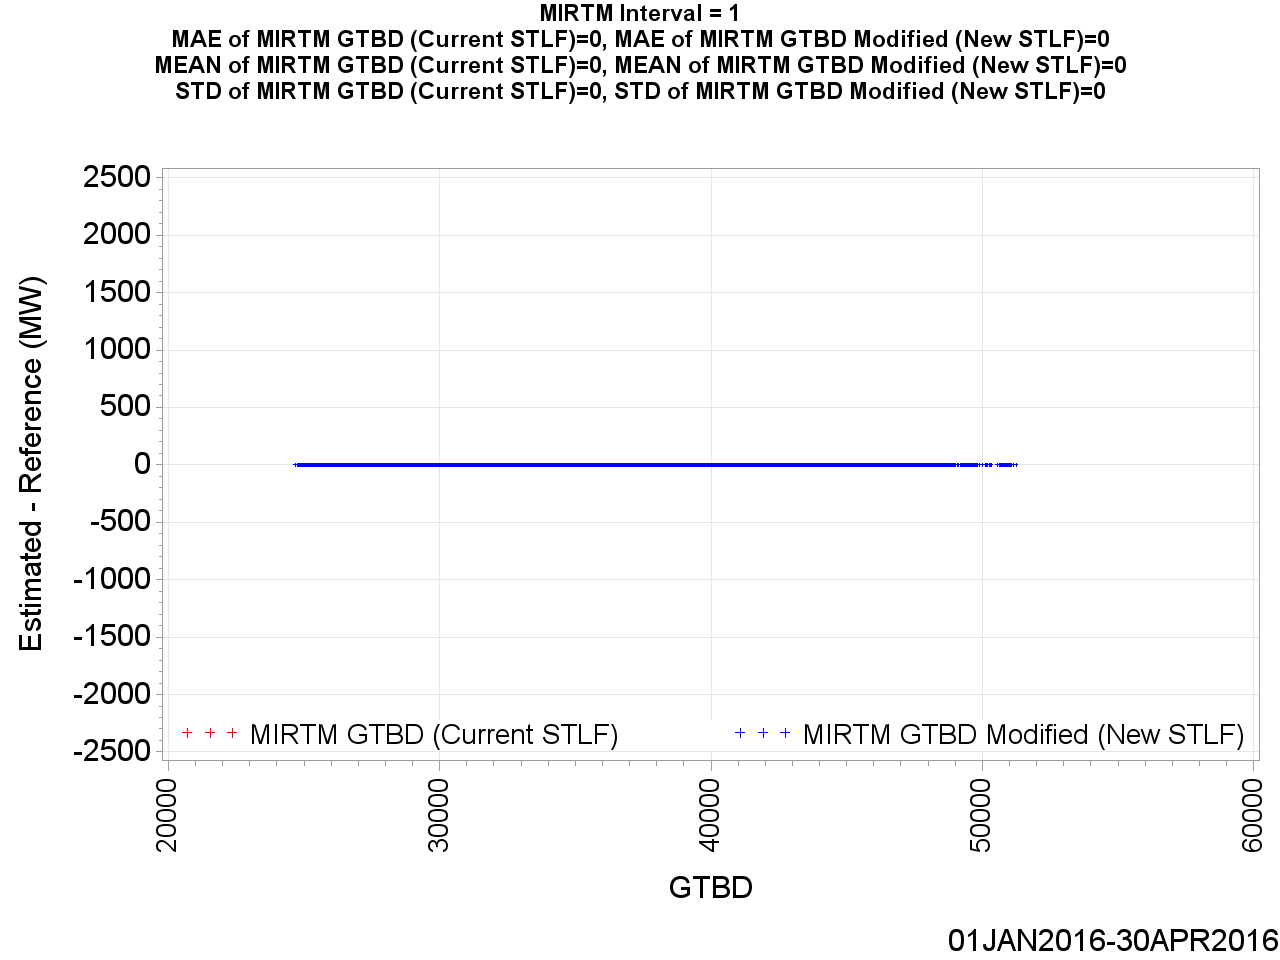 MIRTM Interval = 1
MAE of MIRTM GTBD (Current STLF)=0, MAE of MIRTM GTBD Modified (New STLF)=0
MEAN of MIRTM GTBD (Current STLF)=0, MEAN of MIRTM GTBD Modified (New STLF)=0
STD of MIRTM GTBD (Current STLF)=0, STD of MIRTM GTBD Modified (New STLF)=0
Estimated - Reference (MW)
2500
2000
1500
1000
500
0
-500
-1000
-1500
-2000
-2500
MIRTM GTBD (Current STLF)
MIRTM GTBD Modified (New STLF)
20000
30000
40000
50000
60000
GTBD
01JAN2016-30APR2016